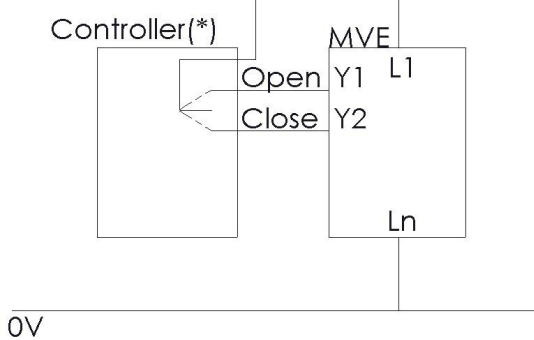 Controller(*)
MVE
Open Y1 L1
Close Y2
Ln
0V